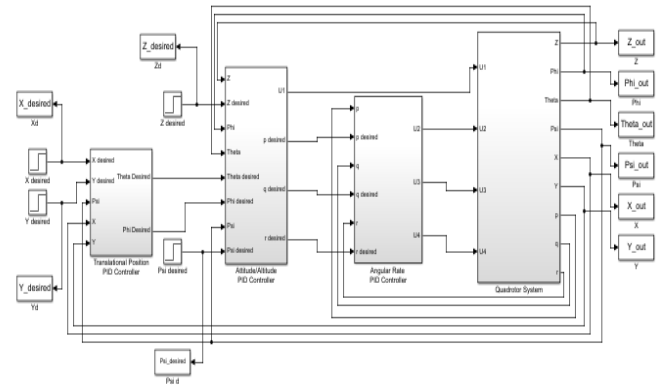 Z_desired
Zd
X_desired
Xd
X desired
Y desired
Y_desired
Yd
Z desired
X desired
Y desired
Psi
X
Y
Theta Desired
Phi Desired
Translational Position
PID Controller
Psi desired
Psi_desired
Psi d
Z
Z desired
Phi
Theta
Theta desired
Phi desired
Psi
Psi desired
U1
p desired
q desired
r desired
Attitude/Altitude
PID Controller
p
p desired
q
q desired
r
r desired
U2
U3
U4
Angular Rate
PID Controller
U1
U2
U3
U4
Z
Phi
Theta
Psi
X
Y
p
q
r
Quadrotor System
Z_out
Z
Phi_out
Phi
Theta_out
Theta
Psi_out
Psi
X_out
X
Y_out
Y